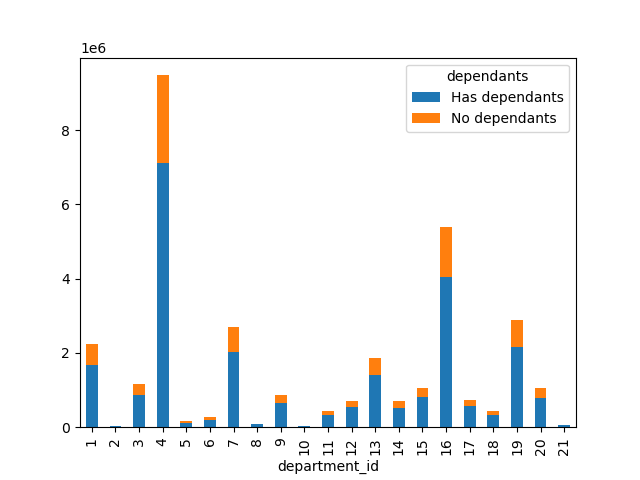 1e6
dependants
Has dependants
No dependants
8
6
4
2
0
1 2 3 4 5 6 7 8 9 10 11 12 13 14 15 16 17 18 19 20 21
department_id